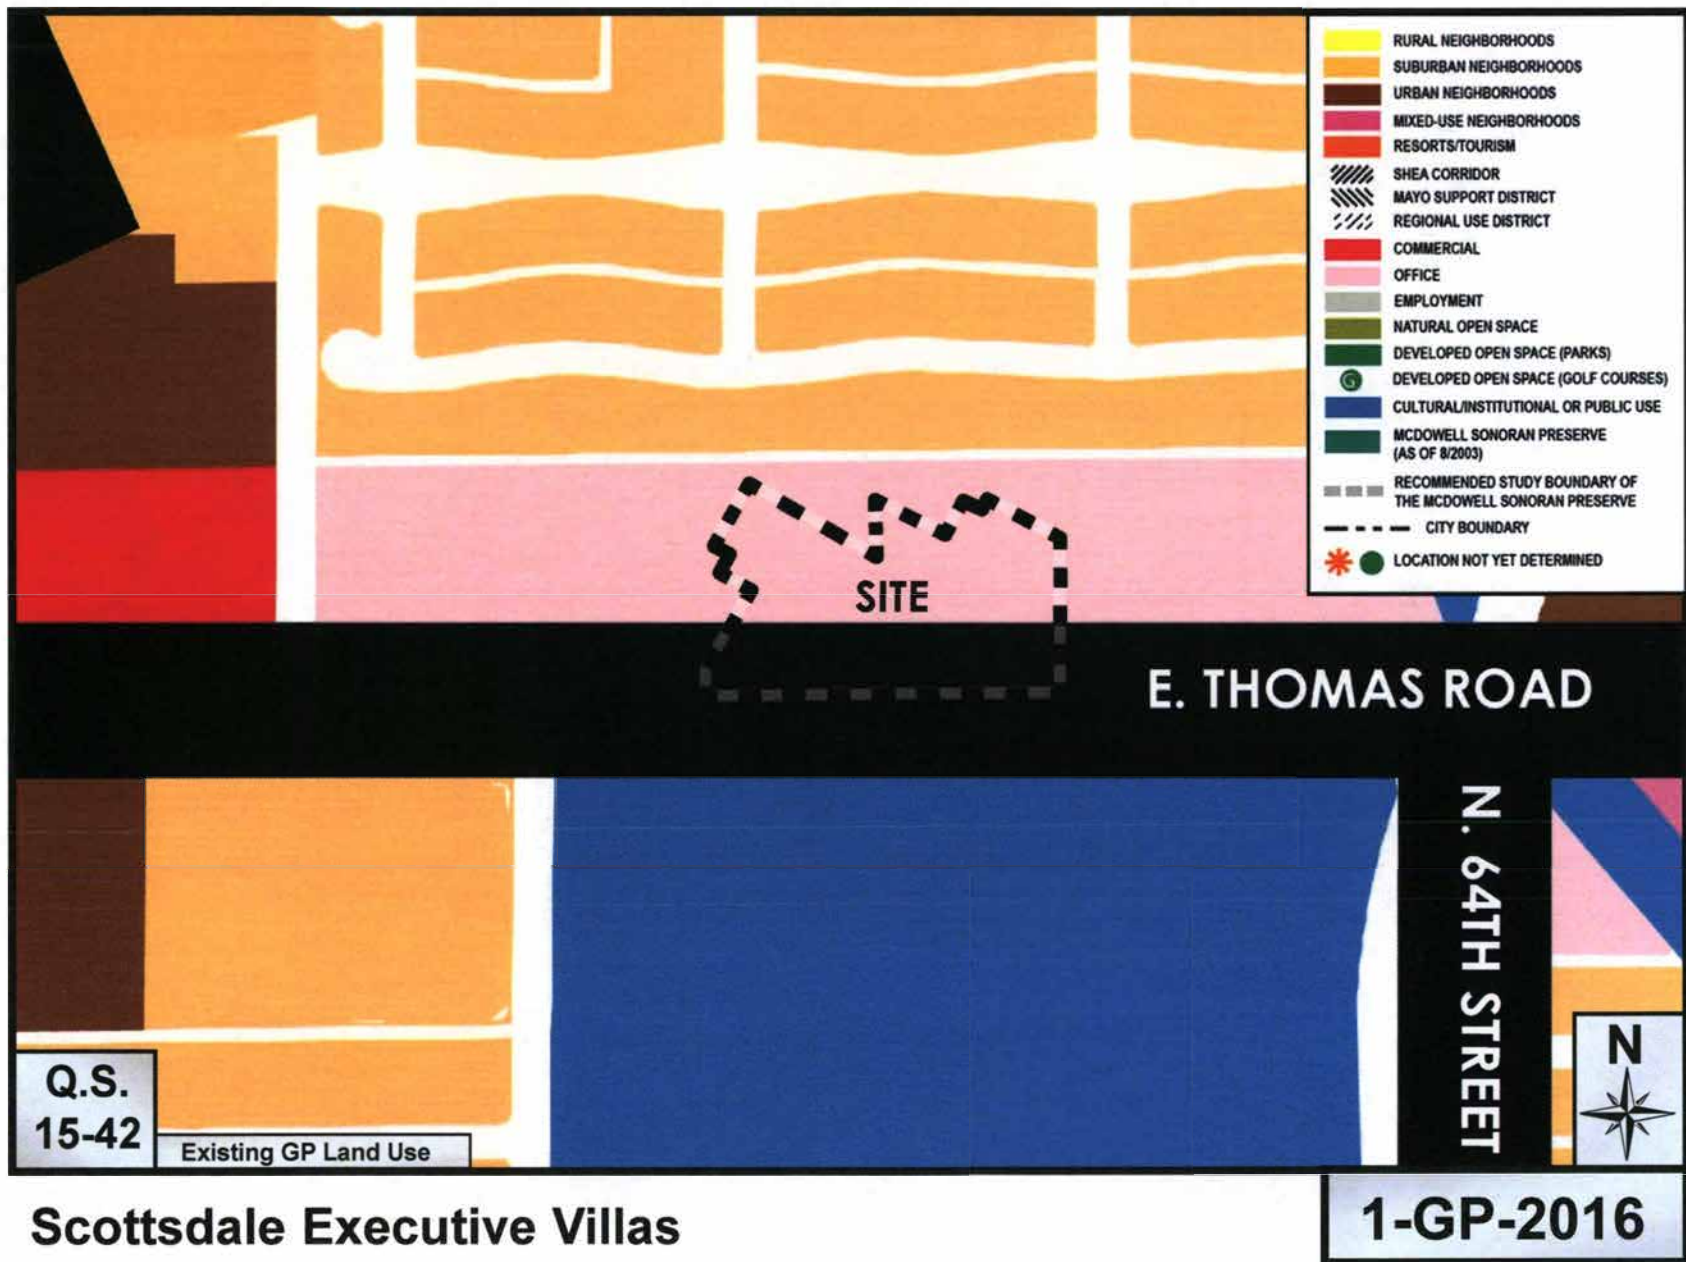 RURAL NEIGHBORHOODS
SUBURBAN NEIGHBORHOODS
URBAN NEIGHBORHOODS
MIXED-USE NEIGHBORHOODS
RESORTS/TOURISM
SHEA CORRIDOR
MAYO SUPPORT DISTRICT
REGIONAL USE DISTRICT
COMMERCIAL
OFFICE
EMPLOYMENT
NATURAL OPEN SPACE
DEVELOPED OPEN SPACE (PARKS)
G DEVELOPED OPEN SPACE (GOLF COURSES)
CULTURAL/INSTITUTIONAL OR PUBLIC USE
MCDOWELL SONORAN PRESERVE
(AS OF 8/2003)
RECOMMENDED STUDY BOUNDARY OF
THE MCDOWELL SONORAN PRESERVE
CITY BOUNDARY
LOCATION NOT YET DETERMINED
SITE
E. THOMAS ROAD
N. 64TH STREET
N
Q.S.
15-42
Existing GP Land Use
Scottsdale Executive Villas
1-GP-2016